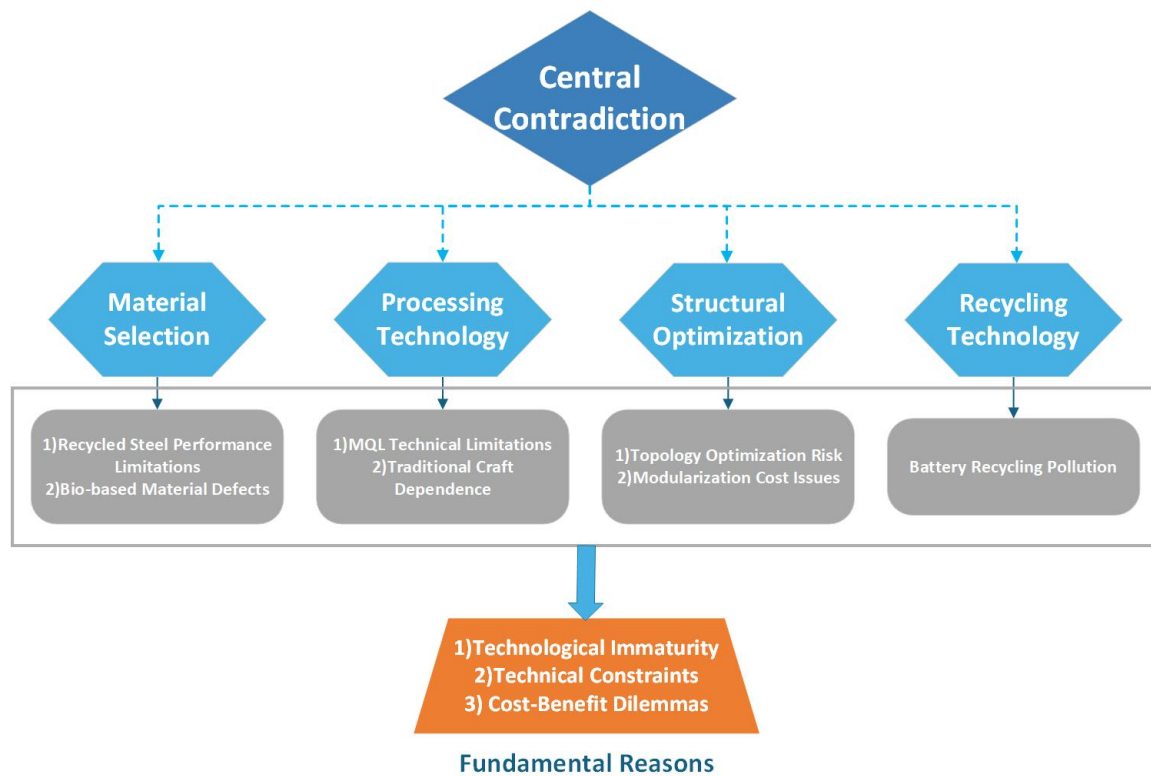 Central
Contradiction
Material
Selection
Processing
Technology
Structural
Optimization
Recycling
Technology
1)Recycled Steel Performance
Limitations
2)Bio-based Material Defects
1)MQL Technical Limitations
2)Traditional Craft
Dependence
1)Topology Optimization Risk
2)Modularization Cost Issues
Battery Recycling Pollution
1)Technological Immaturity
2)Technical Constraints
3) Cost-Benefit Dilemmas
Fundamental Reasons